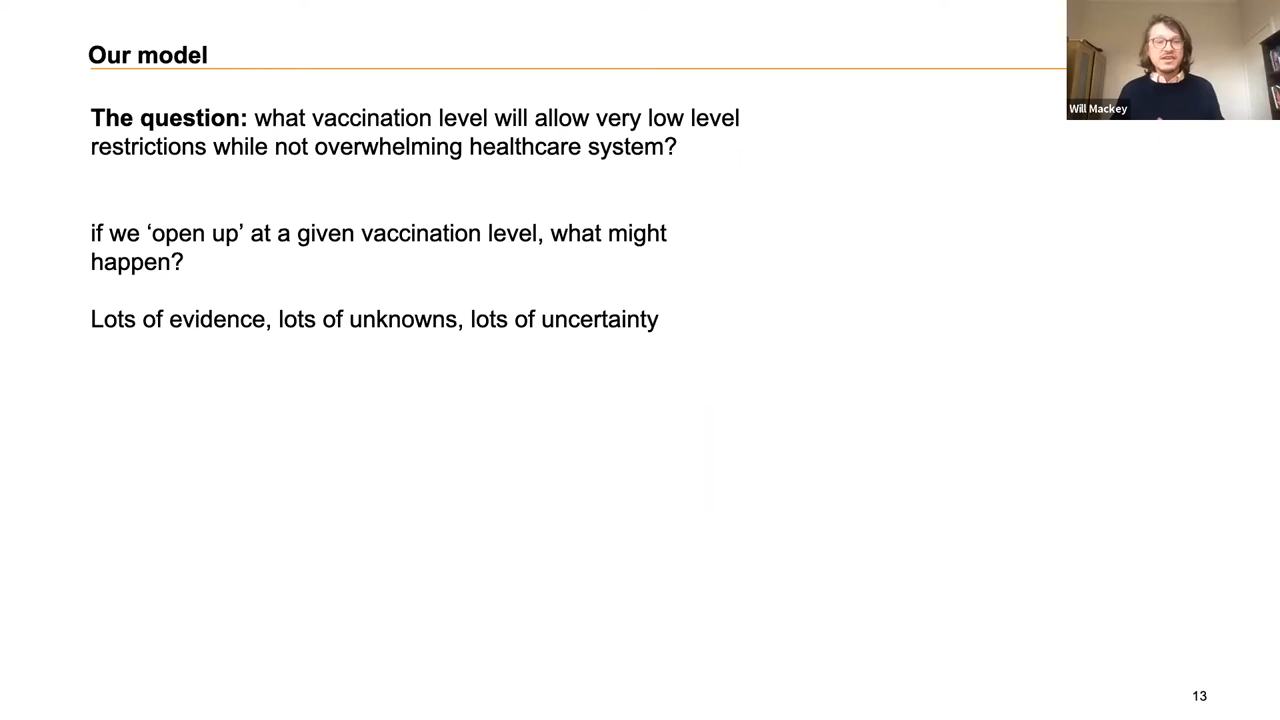 Our model
Will Mackey
The question: what vaccination level will allow very low level
restrictions while not overwhelming healthcare system?
if we ‘open up’ at a given vaccination level, what might
happen?
Lots of evidence, lots of unknowns, lots of uncertainty
13